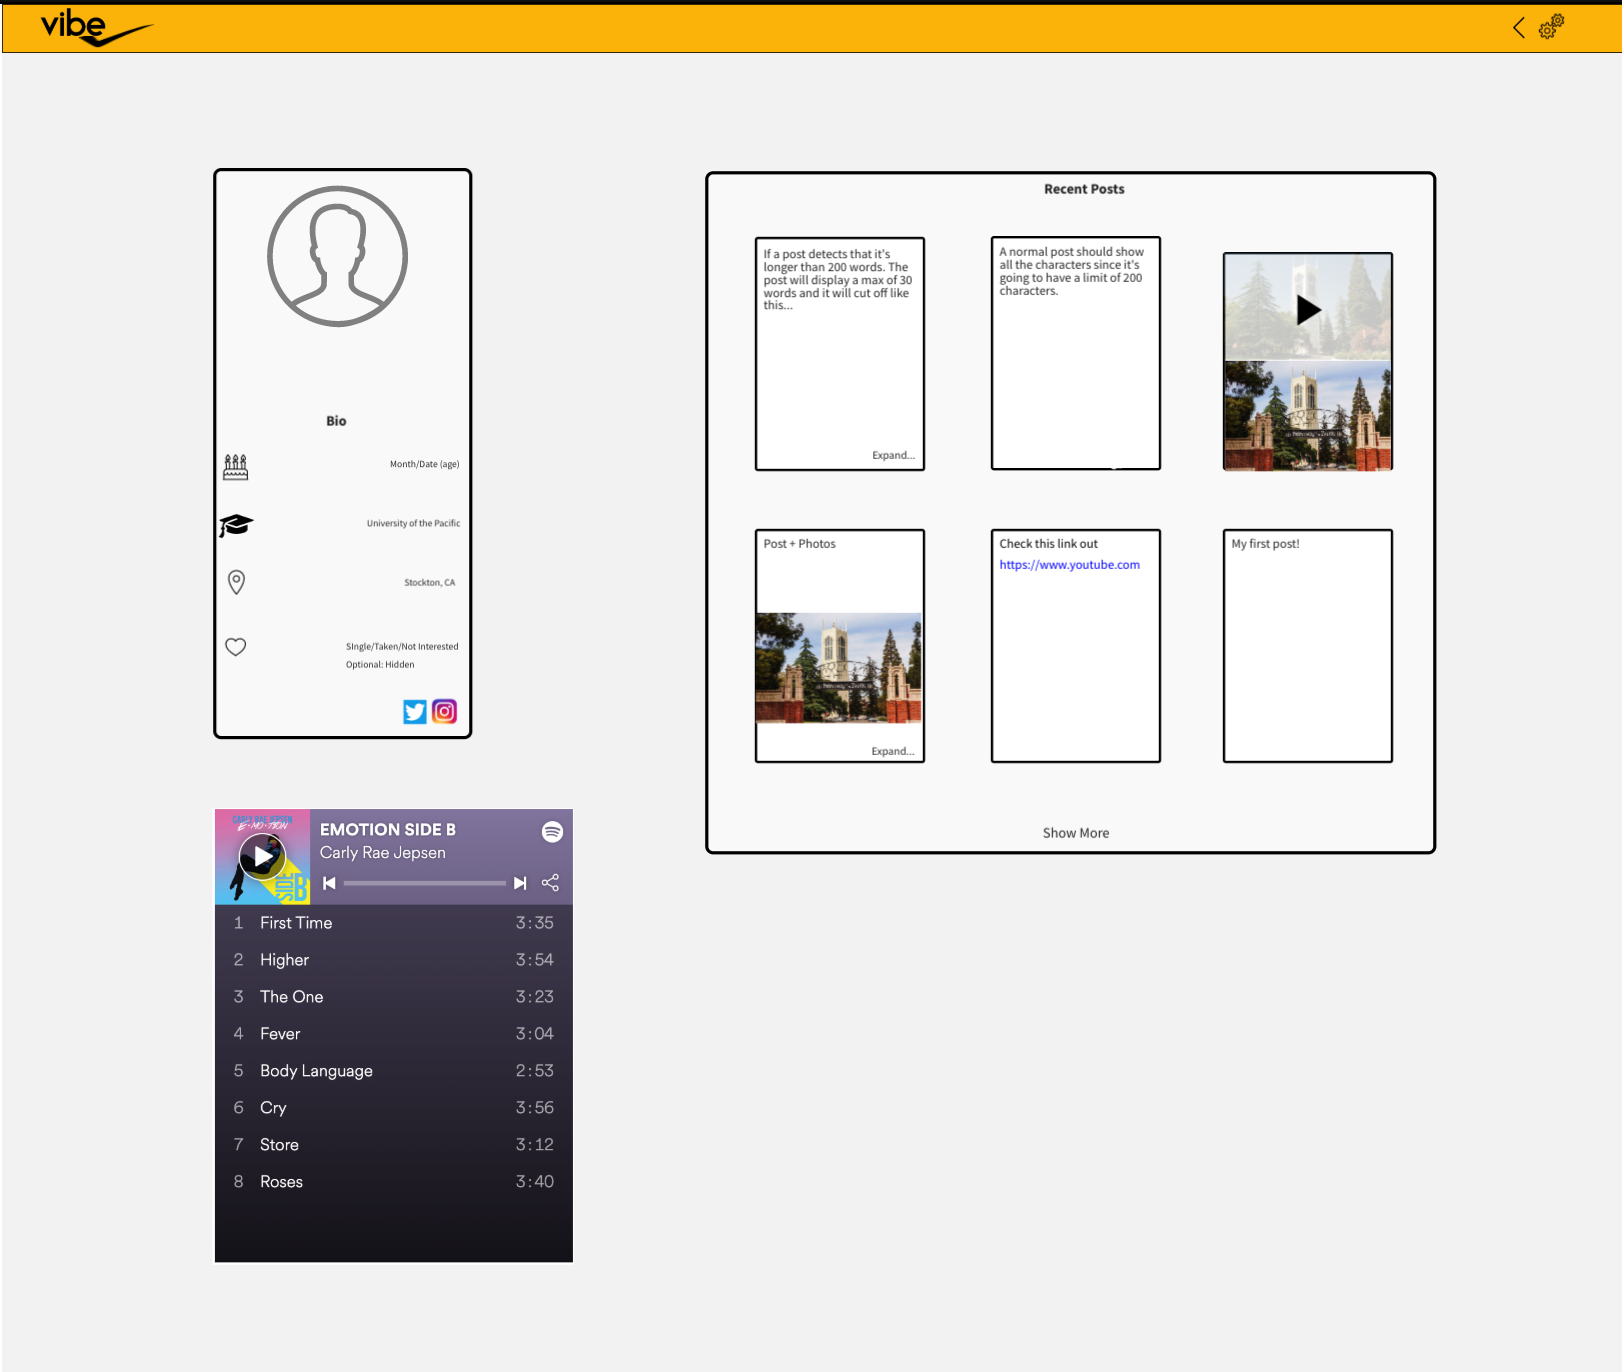 vibe
Bio
Month/Date (age)
University of the Pacific
Stockton, CA
SIngle/Taken/Not Interested
Optional: Hidden
Recent Posts
If a post detects that it's
longer than 200 words. The
post will display a max of 30
words and it will cut off like
this...
Expand...
A normal post should show
all the characters since it's
going to have a limit of 200
characters.
Post + Photos
Expand...
Check this link out
https://www.youtube.com
My first post!
Show More
CARLY RAE JEPSEN
E•MO•TION
SIDE
B
EMOTION SIDE B
Carly Rae Jepsen
1 First Time 3:35
2 Higher 3:54
3 The One 3:23
4 Fever 3:04
5 Body Language 2:53
6 Cry 3:56
7 Store 3:12
8 Roses 3:40